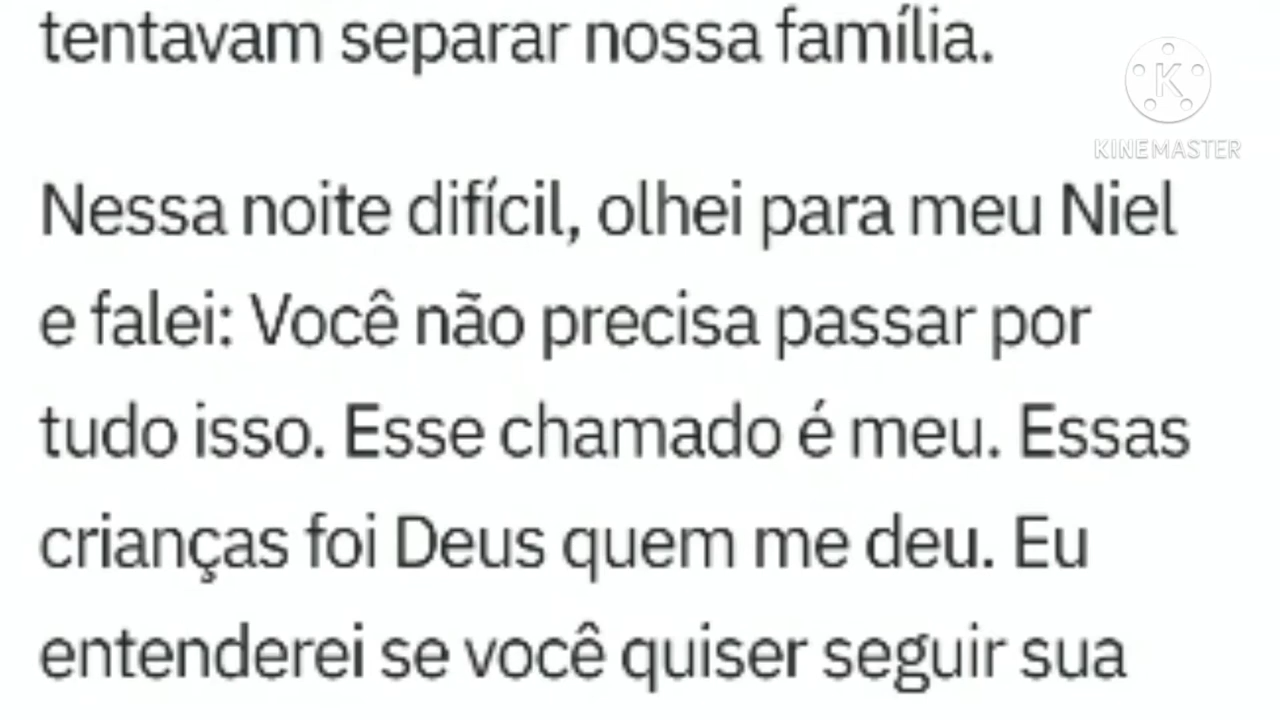 tentavam separar nossa família.
KINEMASTER
Nessa noite difícil, olhei para meu Niel
e falei: Você não precisa passar por
tudo isso. Esse chamado é meu. Essas
crianças foi Deus quem me deu. Eu
entenderei se você quiser seguir sua